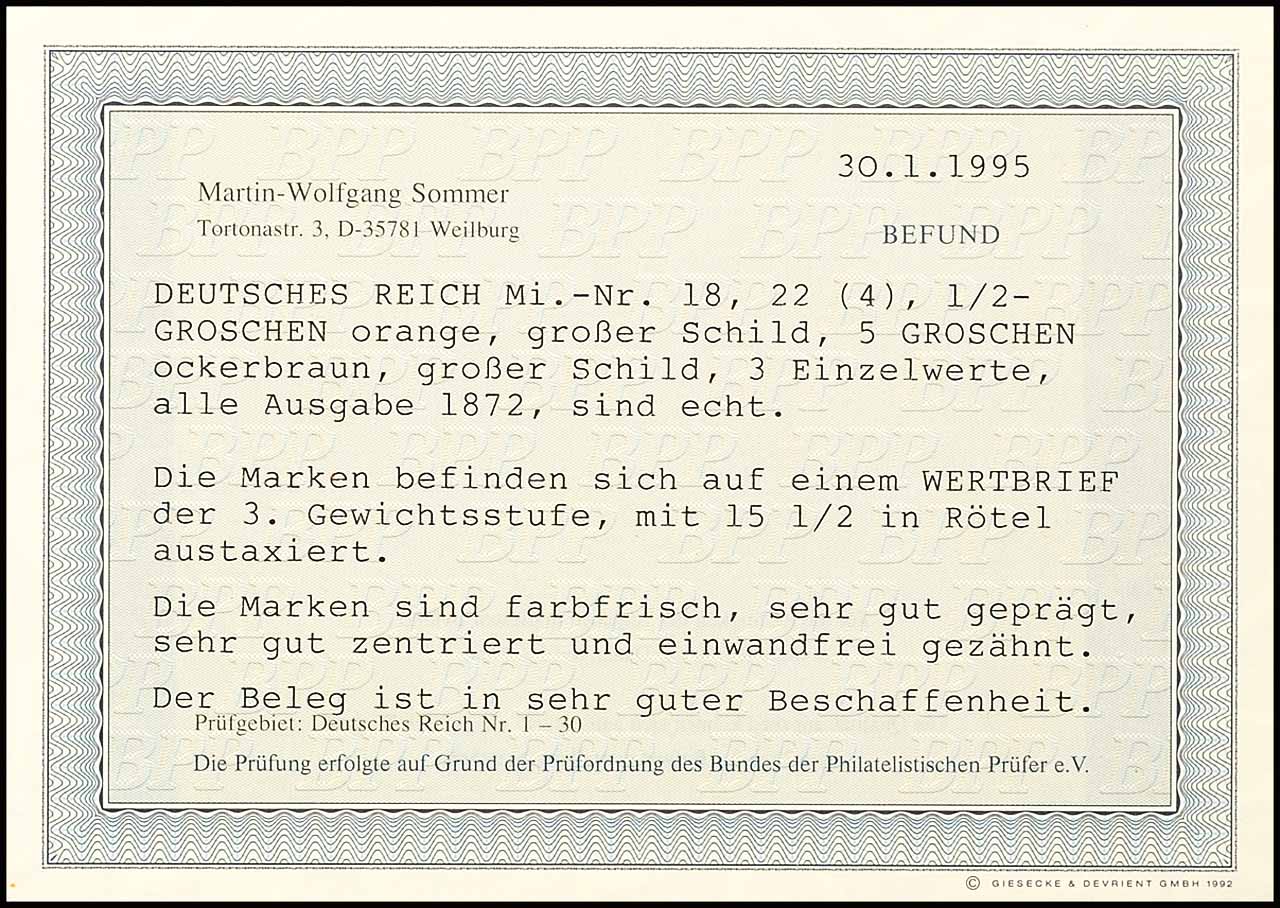 30.1.1995
Martin-Wolfgang Sommer
Tortonastr. 3, D-35781 Weilburg
BEFUND
DEUTSCHES REICH Mi.-Nr. 18, 22 (4), 1/2-
GROSCHEN orange, großer Schild, 5 GROSCHEN
ockerbraun, großer Schild, 3 Einzelwerte,
alle Ausgabe 1872, sind echt.
Die Marken befinden sich auf einem WERTBRIEF
der 3. Gewichtsstufe, mit 15 1/2 in Rötel
austaxiert.
Die Marken sind farbfrisch, sehr gut geprägt,
sehr gut zentriert und einwandfrei gezähnt.
Der Beleg ist in sehr guter Beschaffenheit.
Prüfgebiet: Deutsches Reich Nr. 1 – 30
Die Prüfung erfolgte auf Grund der Prüfordnung des Bundes der Philatelistischen Prüfer e.V.
© GIESECKE & DEVRIENT GMBH 1992